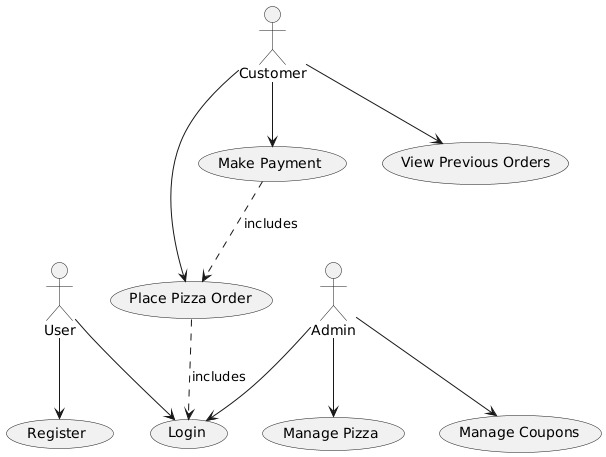 Customer
Make Payment
View Previous Orders
includes
Place Pizza Order
User
Admin
includes
Register
Login
Manage Pizza
Manage Coupons